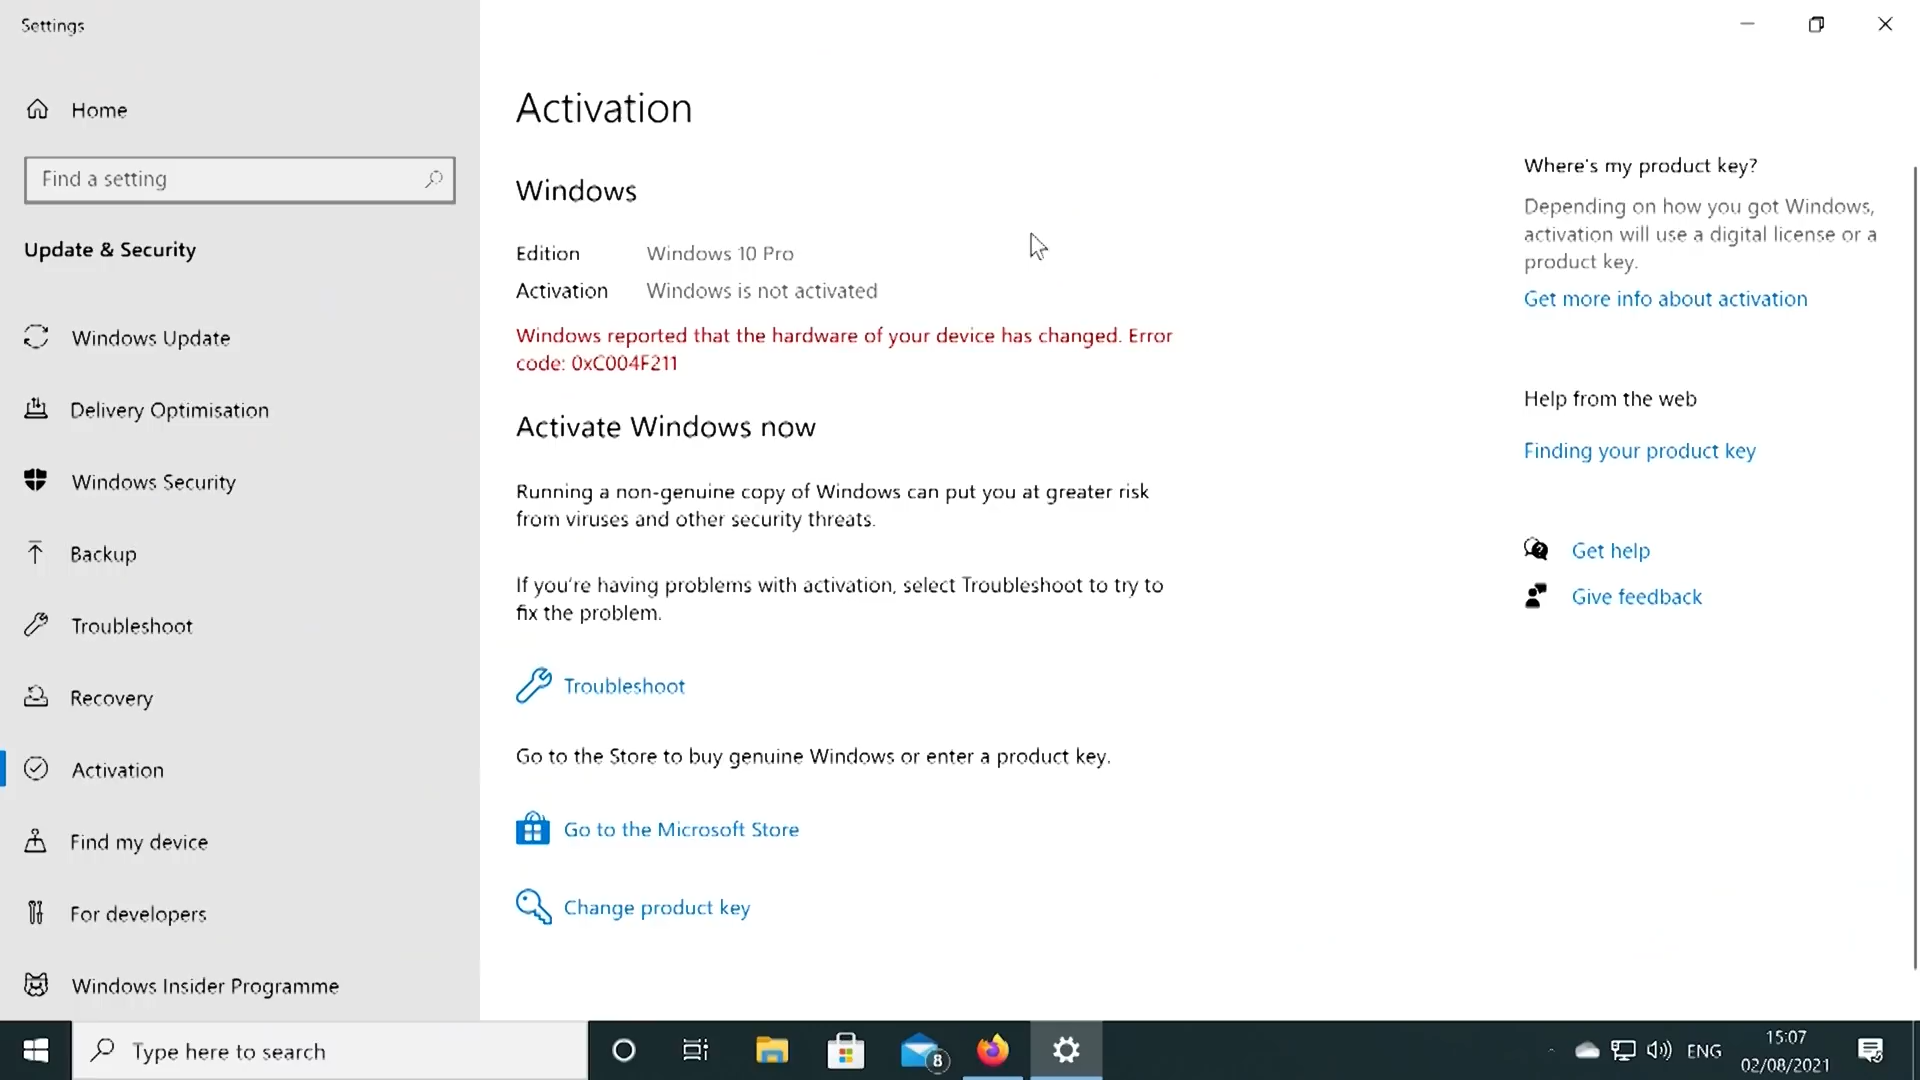 Settings
Home
Find a setting
Update & Security
Windows Update
Delivery Optimisation
Windows Security
Backup
Troubleshoot
Recovery
Activation
Find my device
For developers
Windows Insider Programme
Activation
Windows
Edition Windows 10 Pro
Activation Windows is not activated
Windows reported that the hardware of your device has changed. Error
code: 0xC004F211
Activate Windows now
Running a non-genuine copy of Windows can put you at greater risk
from viruses and other security threats.
If you're having problems with activation, select Troubleshoot to try to
fix the problem.
Troubleshoot
Go to the Store to buy genuine Windows or enter a product key.
Go to the Microsoft Store
Change product key
Where's my product key?
Depending on how you got Windows,
activation will use a digital license or a
product key.
Get more info about activation
Help from the web
Finding your product key
Get help
Give feedback
Type here to search
8
ENG
15:07
02/08/2021